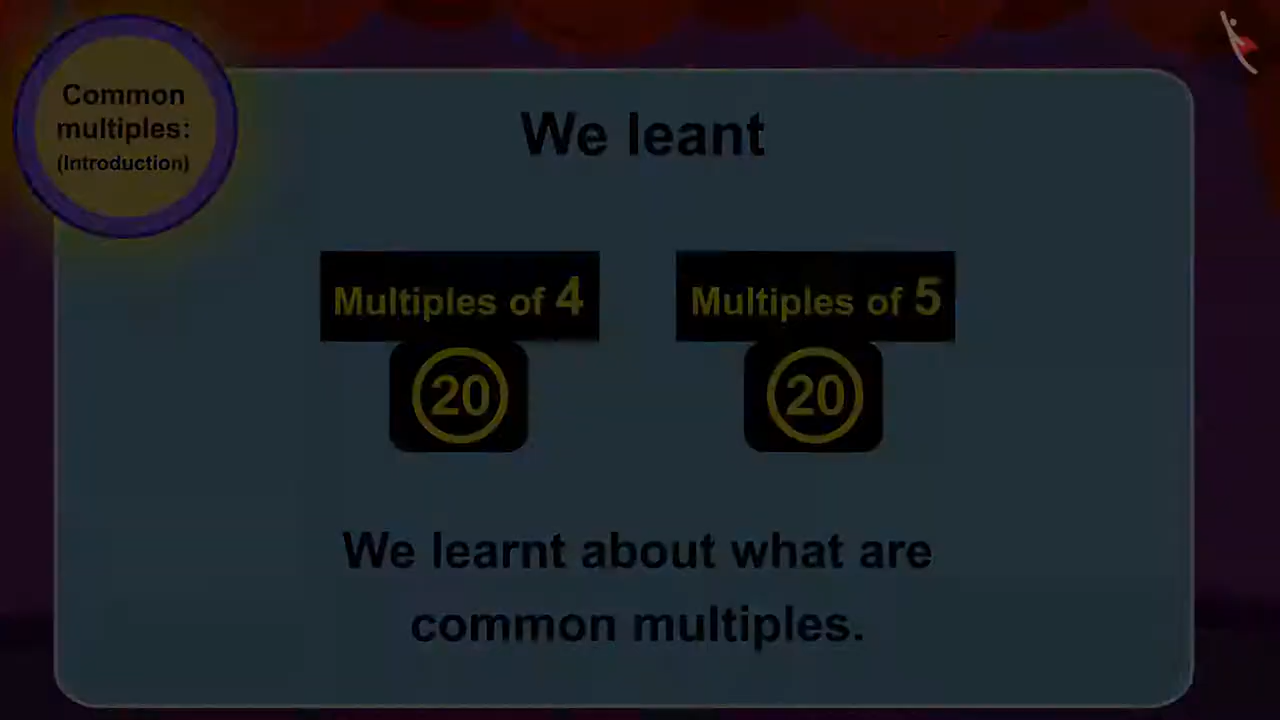 Common
multiples:
(Introduction)
We leant
Multiples of 4
Multiples of 5
20
20
We learnt about what are
common multiples.